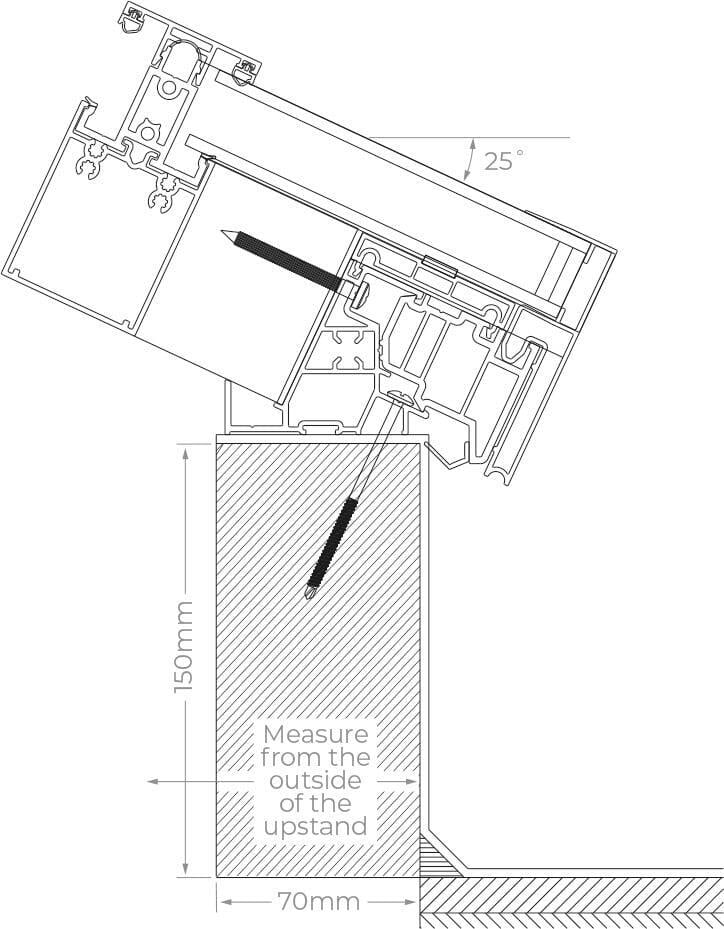 25°
150mm
Measure
from the
outside
of the
upstand
70mm